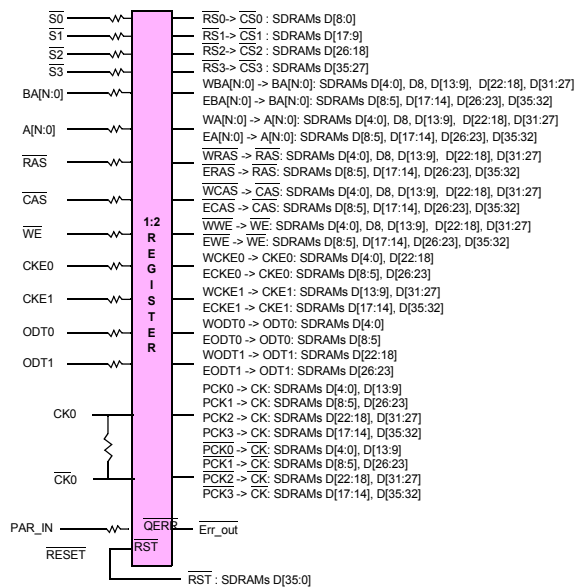 S0
RS0-> CS0 : SDRAMs D[8:0]
S1
RS1-> CS1 : SDRAMs D[17:9]
S2
RS2-> CS2 : SDRAMs D[26:18]
S3
RS3-> CS3 : SDRAMs D[35:27]
BA[N:0]
WBA[N:0] -> BA[N:0]: SDRAMs D[4:0], D8, D[13:9], D[22:18], D[31:27]
EBA[N:0] -> BA[N:0]: SDRAMs D[8:5], D[17:14], D[26:23], D[35:32]
A[N:0]
WA[N:0] -> A[N:0]: SDRAMs D[4:0], D8, D[13:9], D[22:18], D[31:27]
EA[N:0] -> A[N:0]: SDRAMs D[8:5], D[17:14], D[26:23], D[35:32]
RAS
WRAS -> RAS: SDRAMs D[4:0], D8, D[13:9], D[22:18], D[31:27]
ERAS -> RAS: SDRAMs D[8:5], D[17:14], D[26:23], D[35:32]
CAS
WCAS -> CAS: SDRAMs D[4:0], D8, D[13:9], D[22:18], D[31:27]
ECAS -> CAS: SDRAMs D[8:5], D[17:14], D[26:23], D[35:32]
WE
WWE -> WE: SDRAMs D[4:0], D8, D[13:9], D[22:18], D[31:27]
EWE -> WE: SDRAMs D[8:5], D[17:14], D[26:23], D[35:32]
CKE0
WCKE0 -> CKE0: SDRAMs D[4:0], D[22:18]
ECKE0 -> CKE0: SDRAMs D[8:5], D[26:23]
CKE1
WCKE1 -> CKE1: SDRAMs D[13:9], D[31:27]
ECKE1 -> CKE1: SDRAMs D[17:14], D[35:32]
ODT0
WODT0 -> ODT0: SDRAMs D[4:0]
EODT0 -> ODT0: SDRAMs D[8:5]
ODT1
WODT1 -> ODT1: SDRAMs D[22:18]
EODT1 -> ODT1: SDRAMs D[26:23]
1:2
R
E
G
I
S
T
E
R
CK0
PCK0 -> CK: SDRAMs D[4:0], D[13:9]
PCK1 -> CK: SDRAMs D[8:5], D[26:23]
PCK2 -> CK: SDRAMs D[22:18], D[31:27]
PCK3 -> CK: SDRAMs D[17:14], D[35:32]
CK0
PCK0 -> CK: SDRAMs D[4:0], D[13:9]
PCK1 -> CK: SDRAMs D[8:5], D[26:23]
PCK2 -> CK: SDRAMs D[22:18], D[31:27]
PCK3 -> CK: SDRAMs D[17:14], D[35:32]
PAR_IN
QERR
Err_out
RESET
RST
RST : SDRAMs D[35:0]